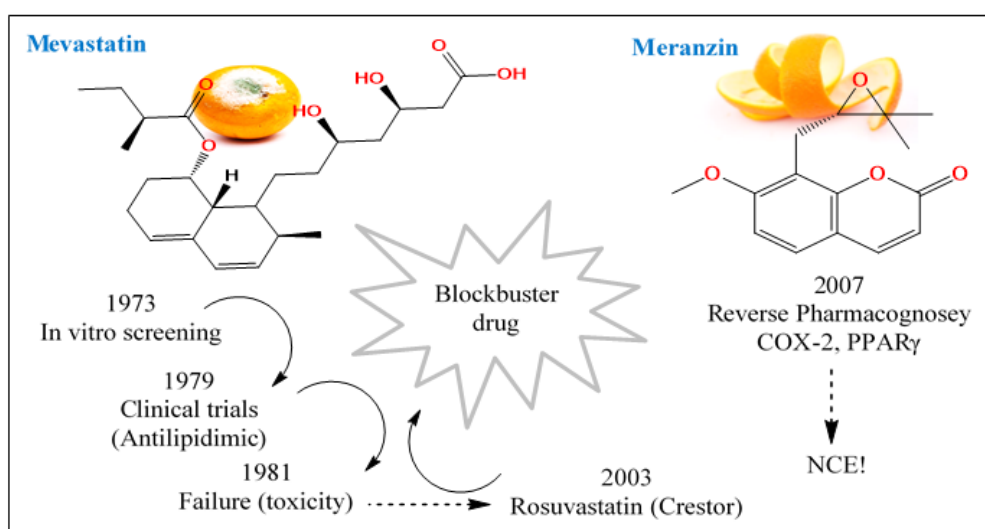 Mevastatin
Meranzin
O
OH
HO
HO
O
O
H
O
O
O
O
1973
In vitro screening
1979
Clinical trials
(Antilipidimic)
1981
Failure (toxicity)
Blockbuster
drug
2003
Rosuvastatin (Crestor)
2007
Reverse Pharmacognosey
COX-2, PPARγ
NCE!